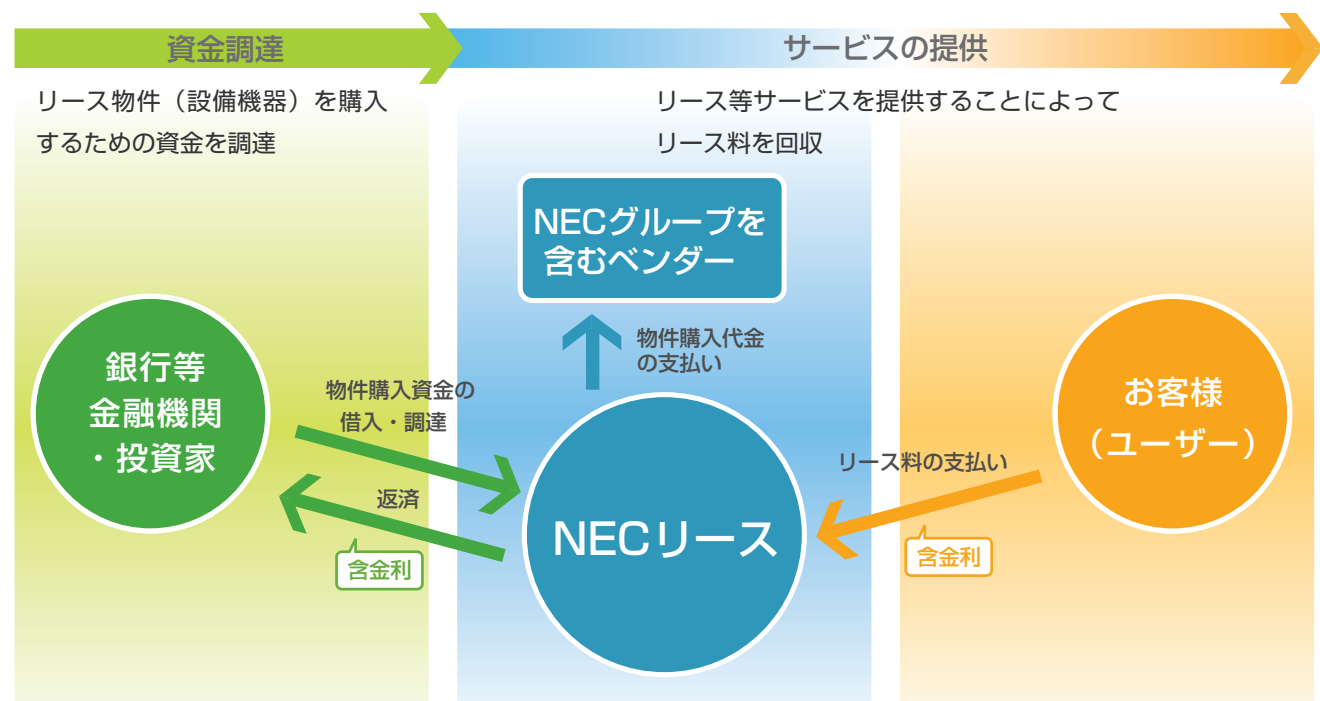 資金調達
サービスの提供
リース物件（設備機器）を購入
するための資金を調達
リース等サービスを提供することによって
リース料を回収
NECグループを
含むベンダー
物件購入代金
の支払い
銀行等
金融機関
・投資家
物件購入資金の
借入・調達
返済
含金利
NECリース
リース料の支払い
含金利
お客様
（ユーザー）